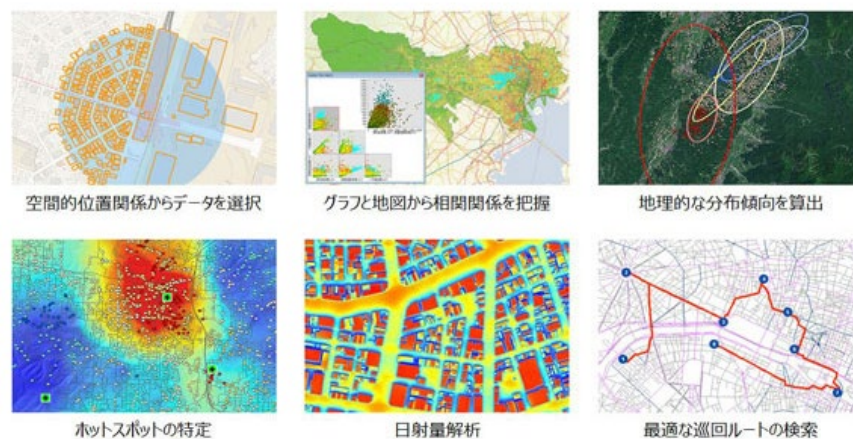 空間的位置関係からデータを選択
グラフと地図から相関関係を把握
地理的な分布傾向を算出
ホットスポットの特定
日射量解析
最適な巡回ルートの検索